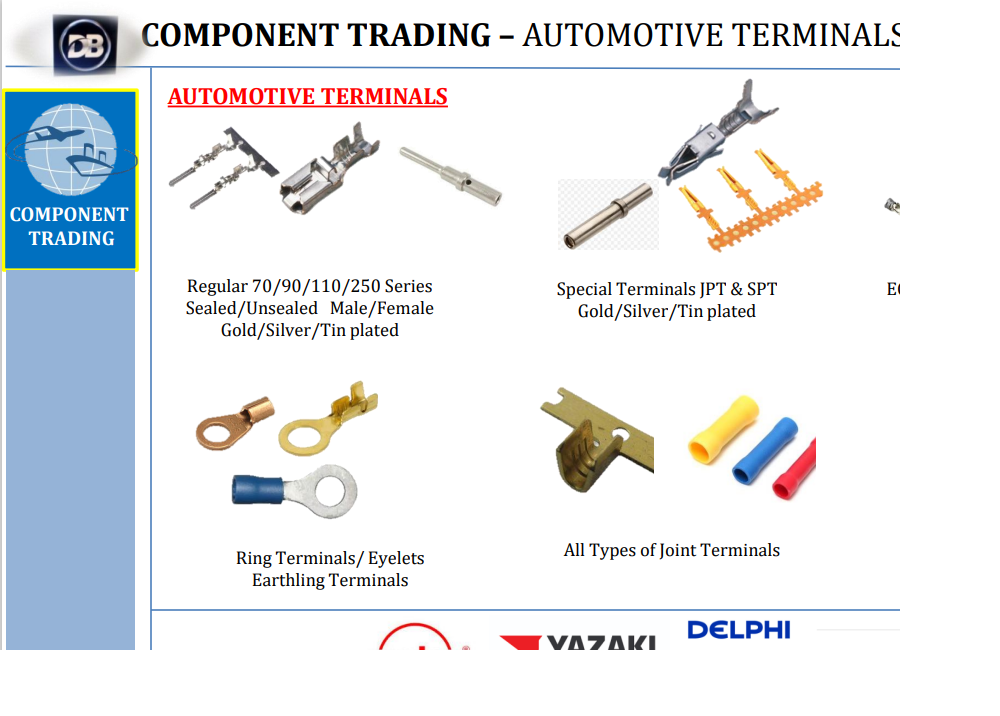 DB
COMPONENT TRADING – AUTOMOTIVE TERMINALS
COMPONENT
TRADING
AUTOMOTIVE TERMINALS
Regular 70/90/110/250 Series
Sealed/Unsealed Male/Female
Gold/Silver/Tin plated
Special Terminals JPT & SPT
Gold/Silver/Tin plated
Ring Terminals/ Eyelets
Earthling Terminals
All Types of Joint Terminals
YAZAKI
DELPHI